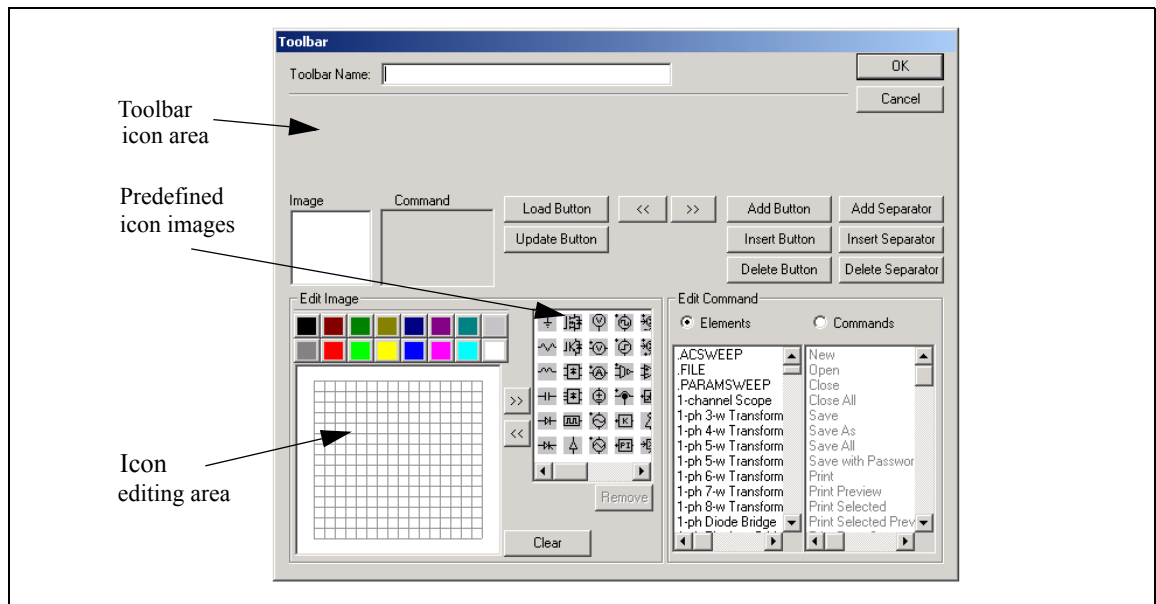 Toolbar
Toolbar Name:
OK
Cancel
Toolbar
icon area
Predefined
icon images
Image
Command
Load Button
<<
>>
Add Button
Add Separator
Update Button
Insert Button
Insert Separator
Delete Button
Delete Separator
Edit Image
>>
<<
Remove
Clear
Icon
editing area
Edit Command
Elements
Commands
.ACSWEEP
.FILE
.PARAMSWEEP
1-channel Scope
1-ph 3-w Transform
1-ph 4-w Transform
1-ph 5-w Transform
1-ph 5-w Transform
1-ph 6-w Transform
1-ph 7-w Transform
1-ph 8-w Transform
1-ph Diode Bridge
New
Open
Close
Close All
Save
Save As
Save All
Save with Passwor
Print
Print Preview
Print Selected
Print Selected Prev